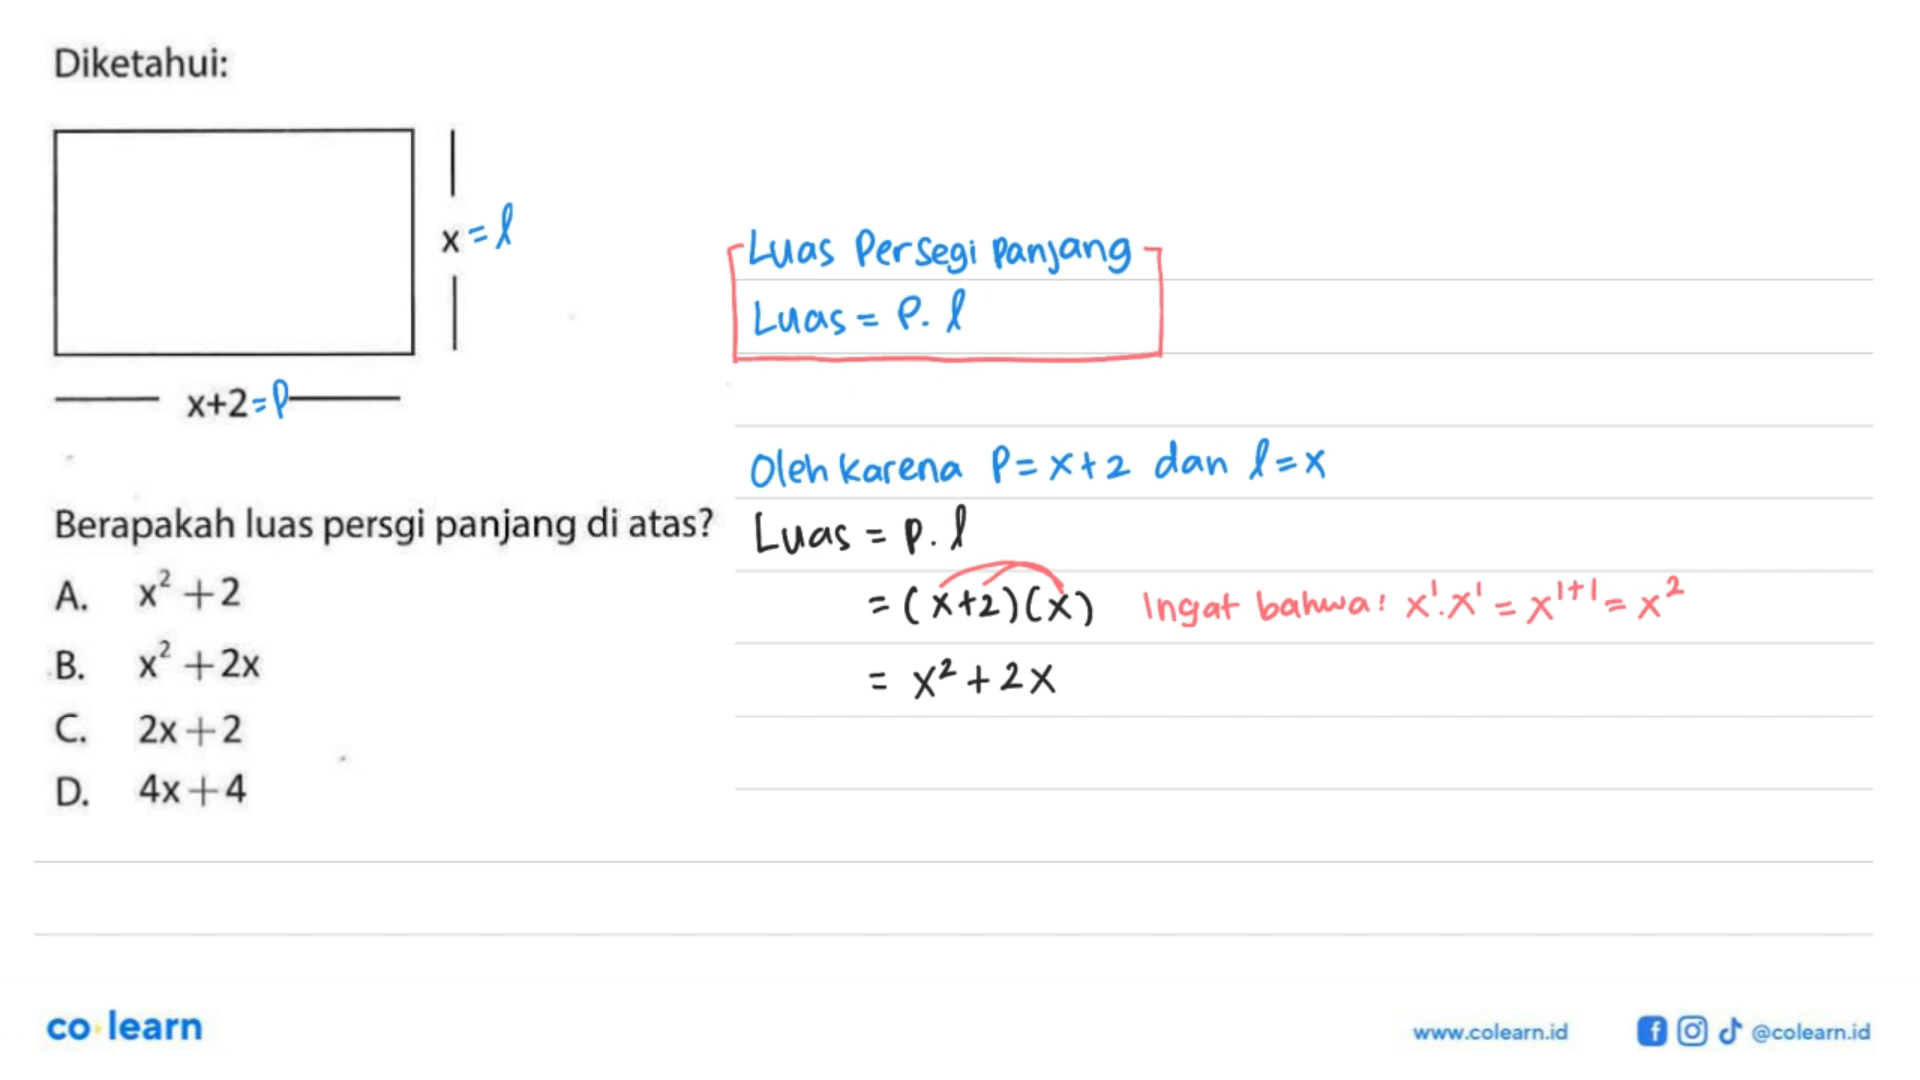 Diketahui:
x = l
x+2 = P
Berapakah luas persgi panjang di atas?
A. x² + 2
B. x² + 2x
C. 2x + 2
D. 4x + 4
Luas Persegi Panjang
Luas = P. l
Oleh karena P = x + 2 dan l = x
Luas = p. l
= (x+2)(x) Ingat bahwa: x¹. x¹ = x¹⁺¹ = x²
= x² + 2x
co learn
www.colearn.id
@colearn.id